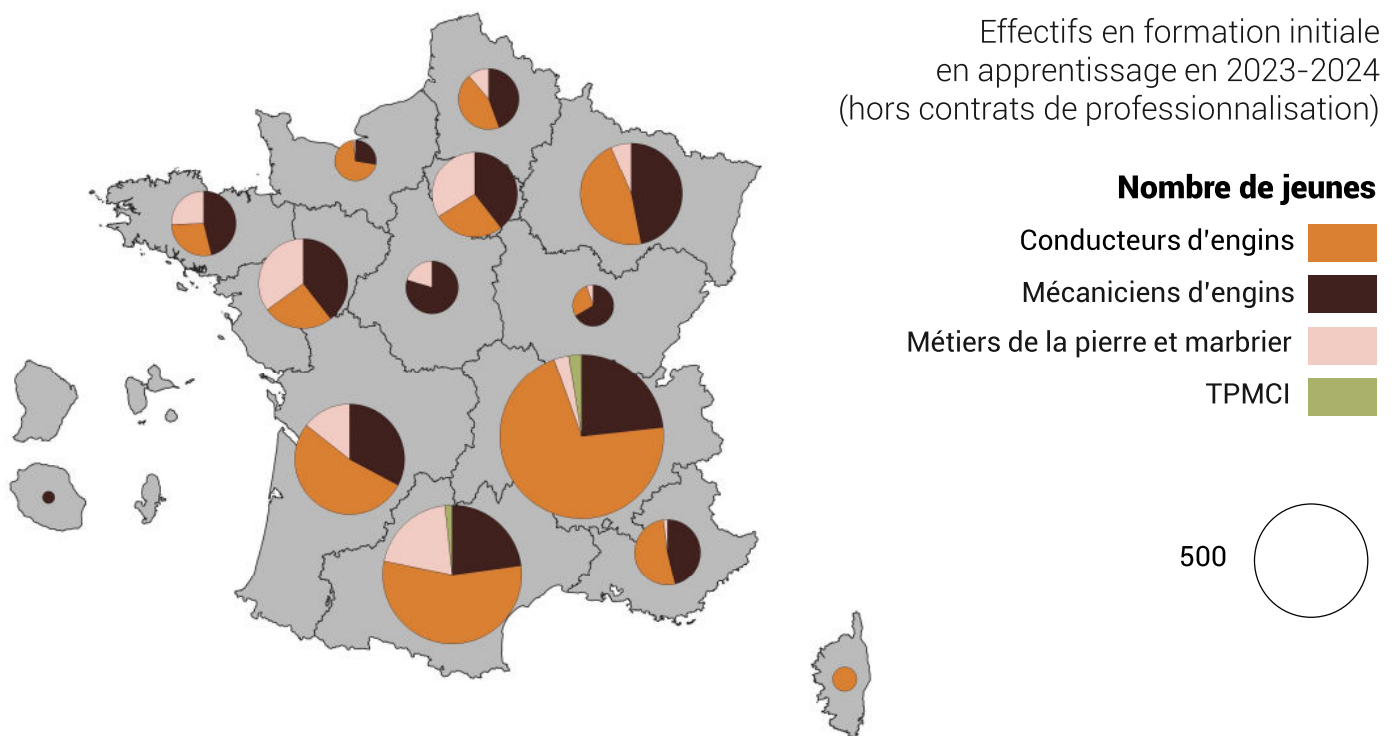 Effectifs en formation initiale
en apprentissage en 2023-2024
(hors contrats de professionnalisation)
Nombre de jeunes
Conducteurs d'engins
Mécaniciens d'engins
Métiers de la pierre et marbrier
TPMCI
500